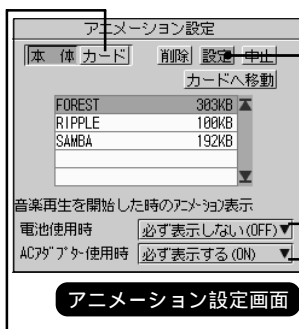 アニメーション設定
本 体 カード 削除 設定 中止
カードへ移動
FOREST 303KB
RIPPLE 100KB
SAMBA 192KB
音楽再生を開始した時のｱﾆﾒｰｼｮﾝ表示
電池使用時 必ず表示しない(OFF)▼
ACｱﾀﾞﾌﾟﾀｰ使用時 必ず表示する(ON) ▼
アニメーション設定画面